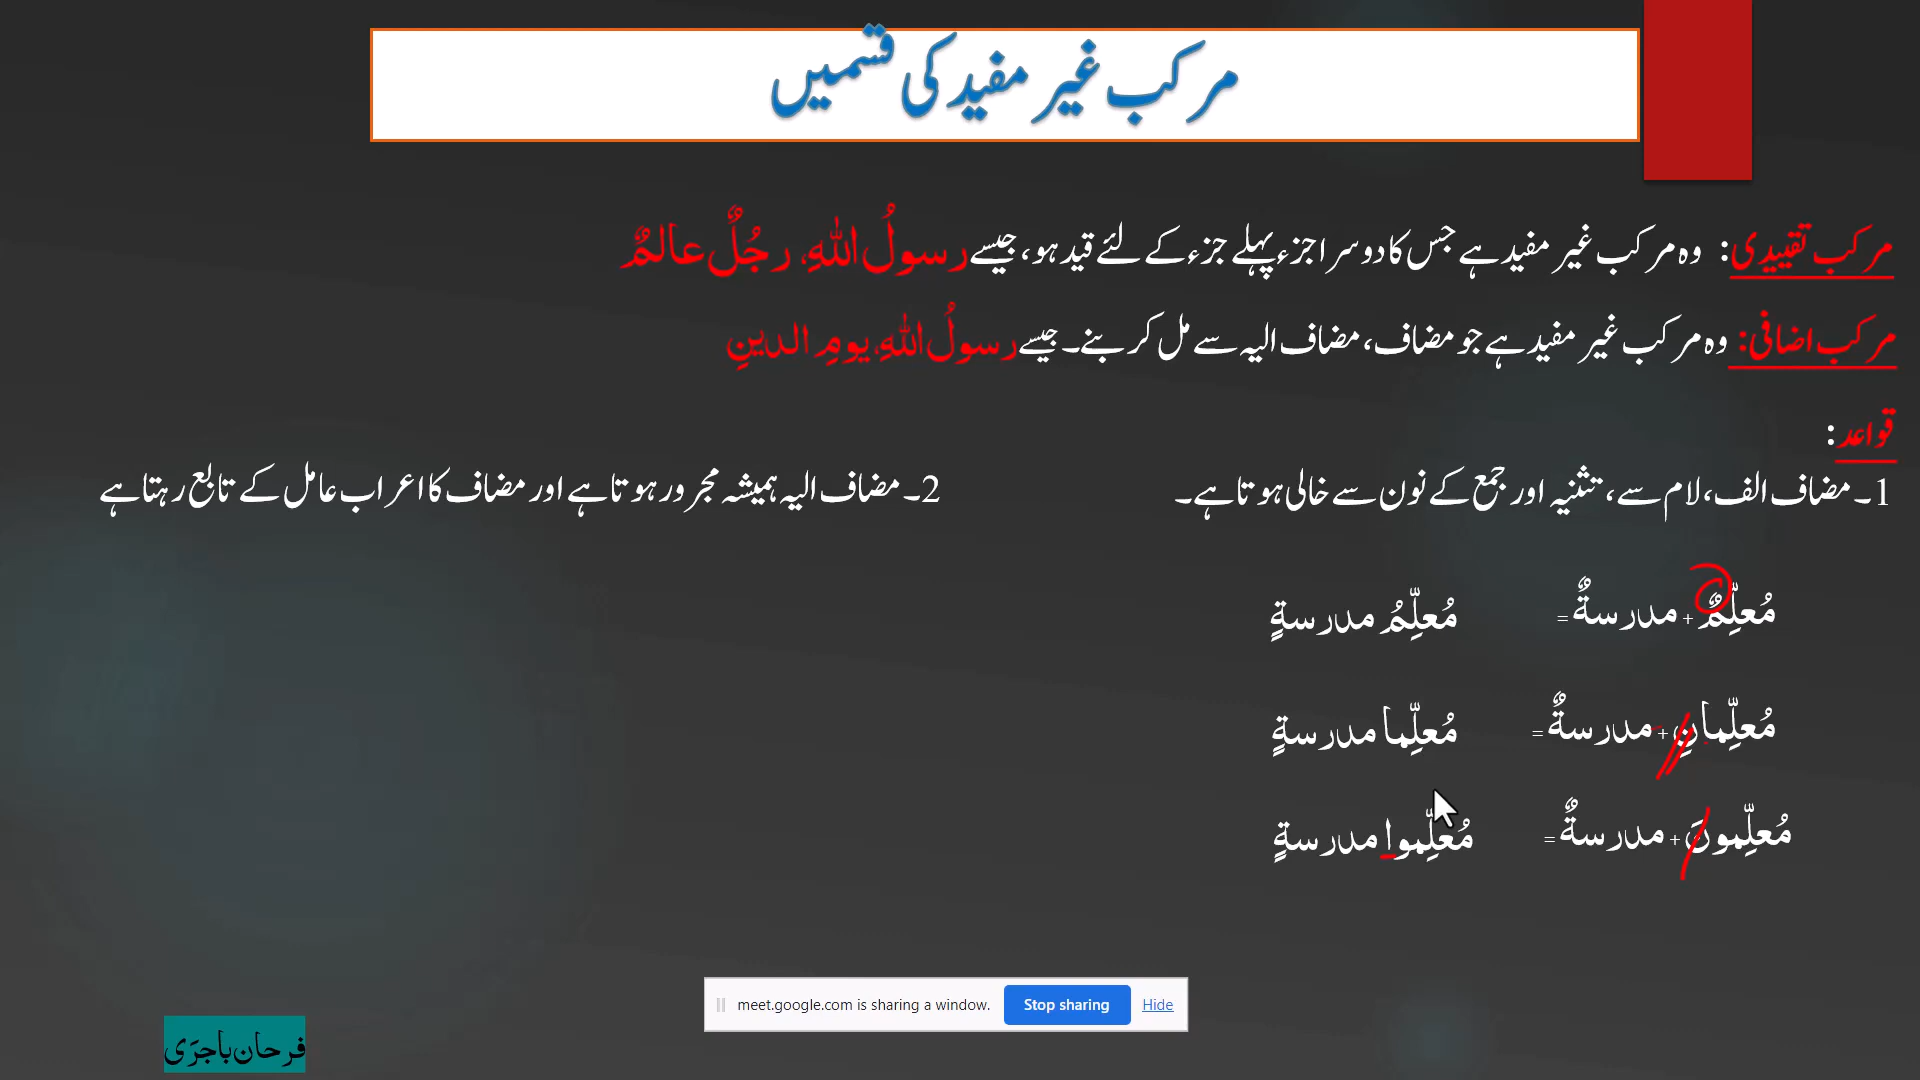 مرکب غیر مفید کی قسمیں
مرکب تقییدی: وہ مرکب غیر مفید ہے جس کا دوسرا جزء پہلے جزء کے لئے قید ہو، جیسے رسولُ اللهِ، رجُلٌ عالمٌ
مرکب اضافی: وہ مرکب غیر مفید ہے جو مضاف، مضاف الیہ سے مل کر بنے۔ جیسے رسولُ اللهِ، یومِ الدینِ
قواعد:
1۔ مضاف الف، لام سے، تثنیہ اور جمع کے نون سے خالی ہوتا ہے۔
2۔ مضاف الیہ ہمیشہ مجرور ہوتا ہے اور مضاف کا اعراب عامل کے تابع رہتا ہے
مُعلِّمٌ + مدرسةٌ = مُعلِّمُ مدرسةٍ
مُعلِّمانِ + مدرسةٌ = مُعلِّما مدرسةٍ
مُعلِّمونَ + مدرسةٌ = مُعلِّموا مدرسةٍ
meet.google.com is sharing a window. Stop sharing Hide
فرحان باجرَی